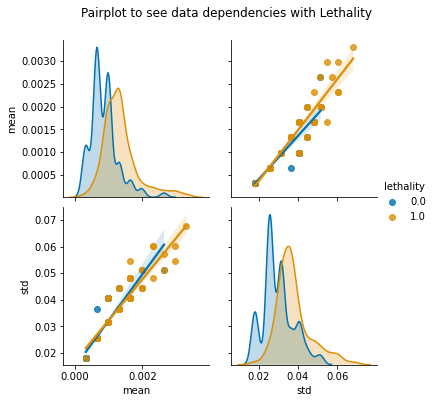 Pairplot to see data dependencies with Lethality
0.0030
0.0025
0.0020
0.0015
0.0010
0.0005
mean
lethality
0.0
1.0
0.07
0.06
0.05
0.04
0.03
0.02
std
0.000 0.002
0.02 0.04 0.06
mean
std